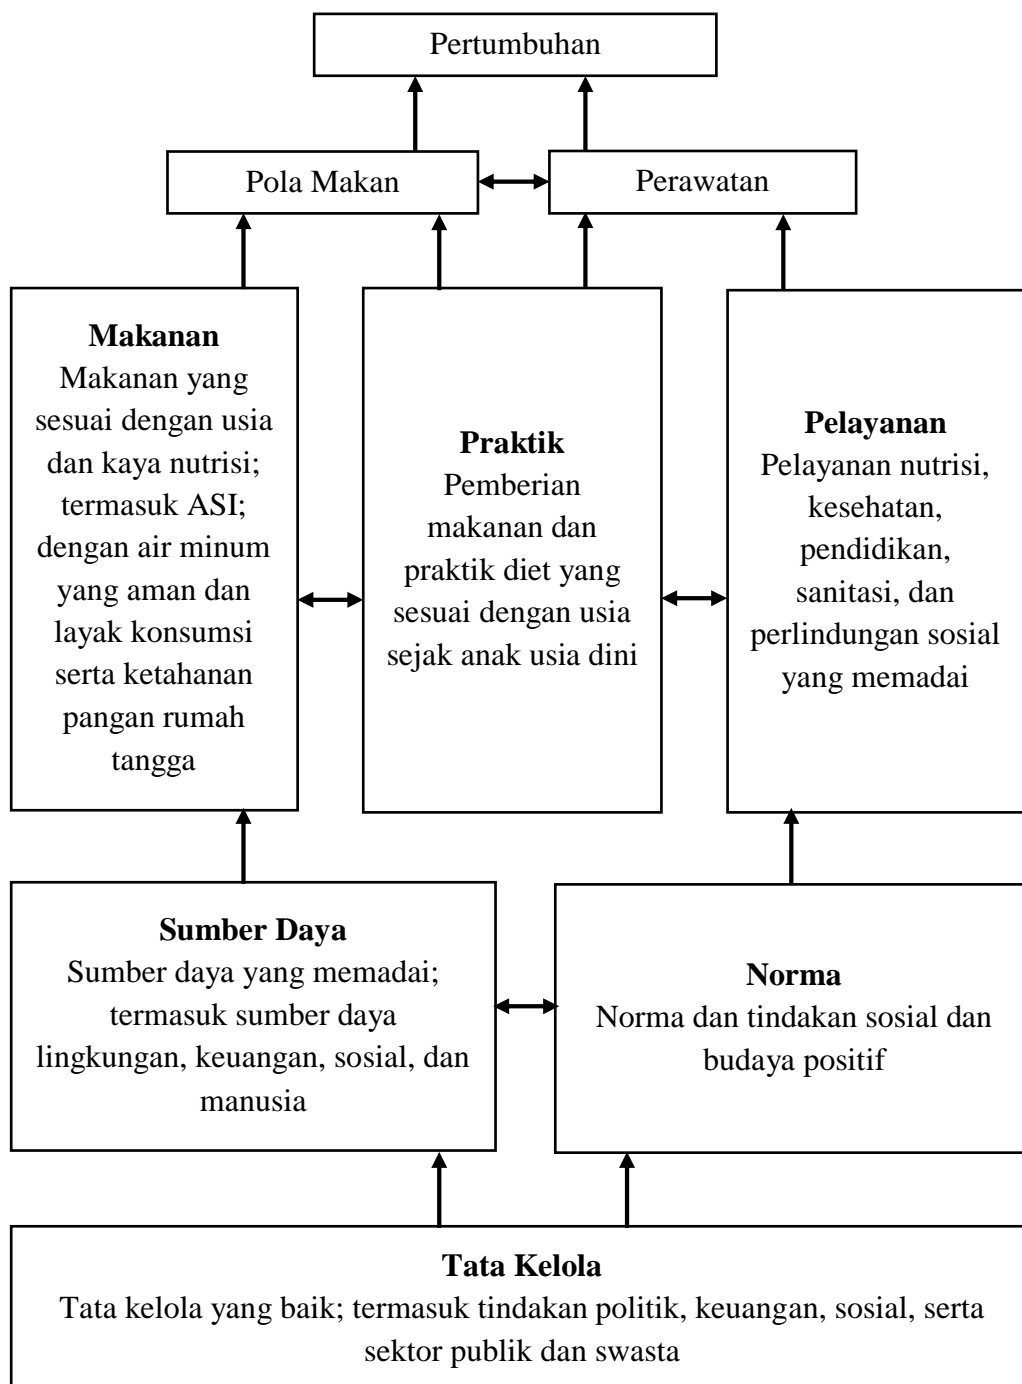 Pertumbuhan
Pola Makan
Perawatan
Makanan
Makanan yang
sesuai dengan usia
dan kaya nutrisi;
termasuk ASI;
dengan air minum
yang aman dan
layak konsumsi
serta ketahanan
pangan rumah
tangga
Praktik
Pemberian
makanan dan
praktik diet yang
sesuai dengan usia
sejak anak usia dini
Pelayanan
Pelayanan nutrisi,
kesehatan,
pendidikan,
sanitasi, dan
perlindungan sosial
yang memadai
Sumber Daya
Sumber daya yang memadai;
termasuk sumber daya
lingkungan, keuangan, sosial, dan
manusia
Norma
Norma dan tindakan sosial dan
budaya positif
Tata Kelola
Tata kelola yang baik; termasuk tindakan politik, keuangan, sosial, serta
sektor publik dan swasta